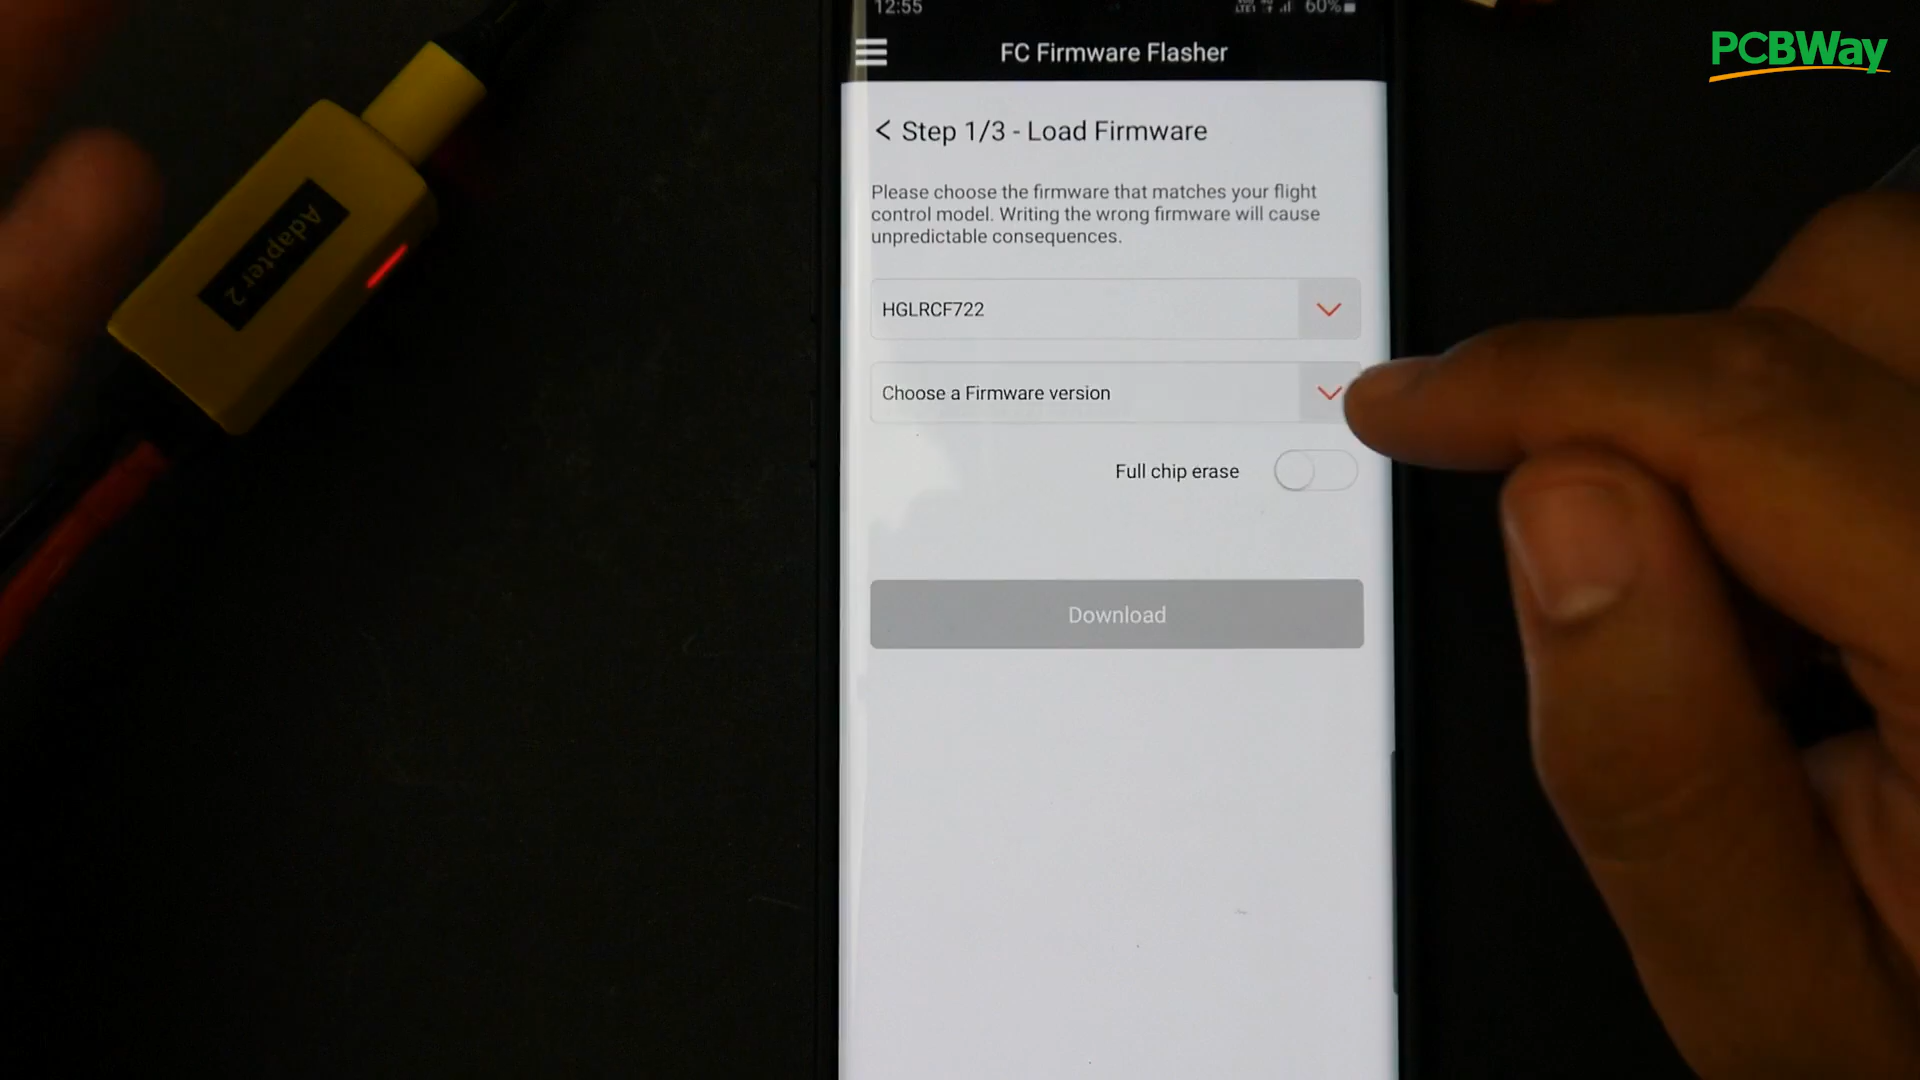 12:55
60%
FC Firmware Flasher
PCBWay
< Step 1/3 - Load Firmware
Please choose the firmware that matches your flight
control model. Writing the wrong firmware will cause
unpredictable consequences.
HGLRCF722
Choose a Firmware version
Full chip erase
Download
Adapter 2